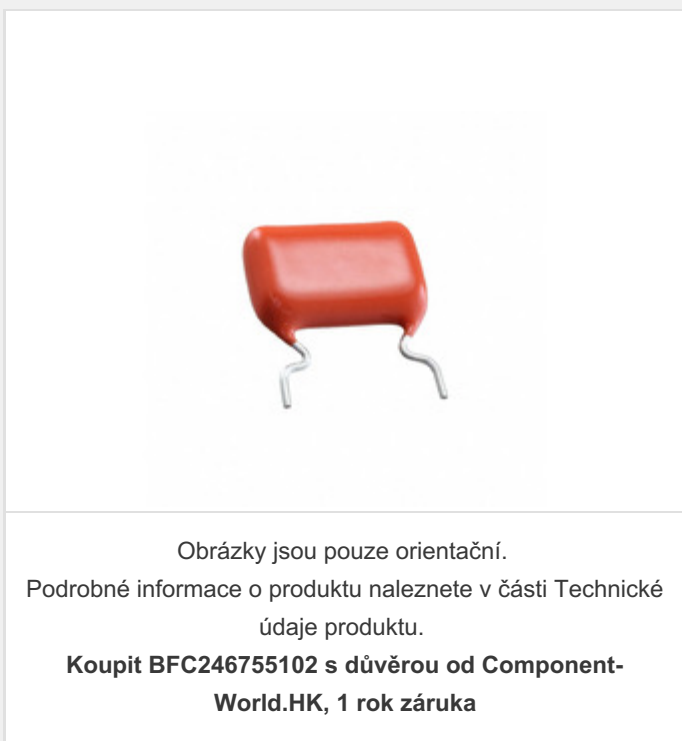 Obrázky jsou pouze orientační.
Podrobné informace o produktu naleznete v části Technické
údaje produktu.
Koupit BFC246755102 s důvěrou od Component-
World.HK, 1 rok záruka